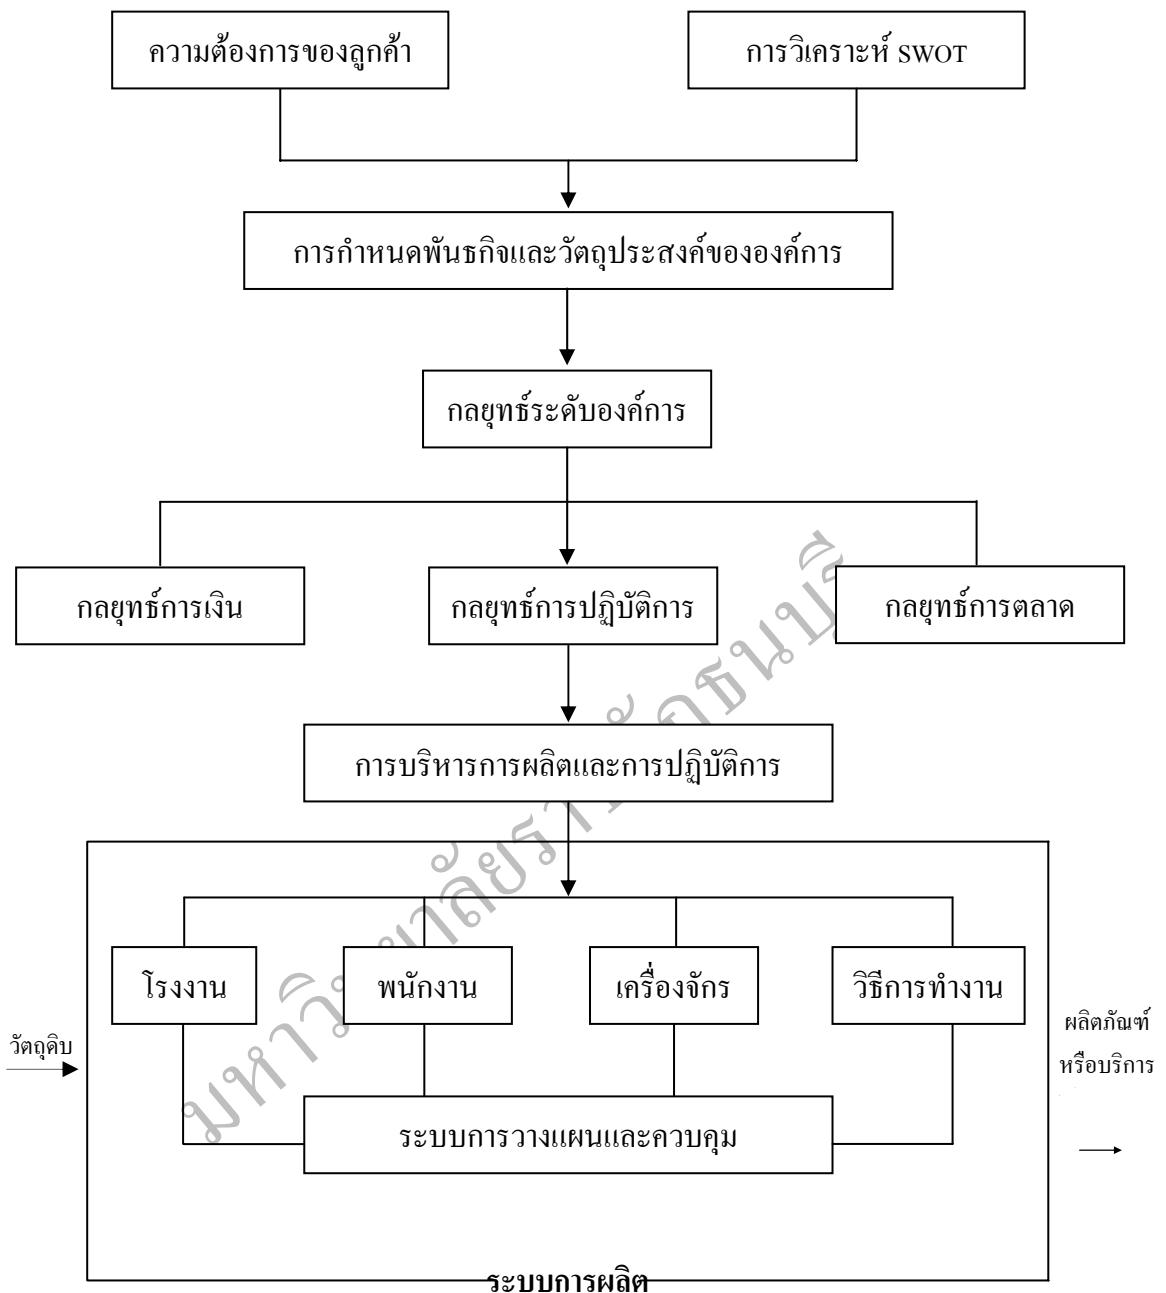 ความต้องการของลูกค้า
การวิเคราะห์ SWOT
การกำหนดพันธกิจและวัตถุประสงค์ขององค์การ
กลยุทธ์ระดับองค์การ
กลยุทธ์การเงิน
กลยุทธ์การปฏิบัติการ
กลยุทธ์การตลาด
การบริหารการผลิตและการปฏิบัติการ
โรงงาน
พนักงาน
เครื่องจักร
วิธีการทำงาน
วัตถุดิบ
ผลิตภัณฑ์
หรือบริการ
ระบบการวางแผนและควบคุม
ระบบการผลิต